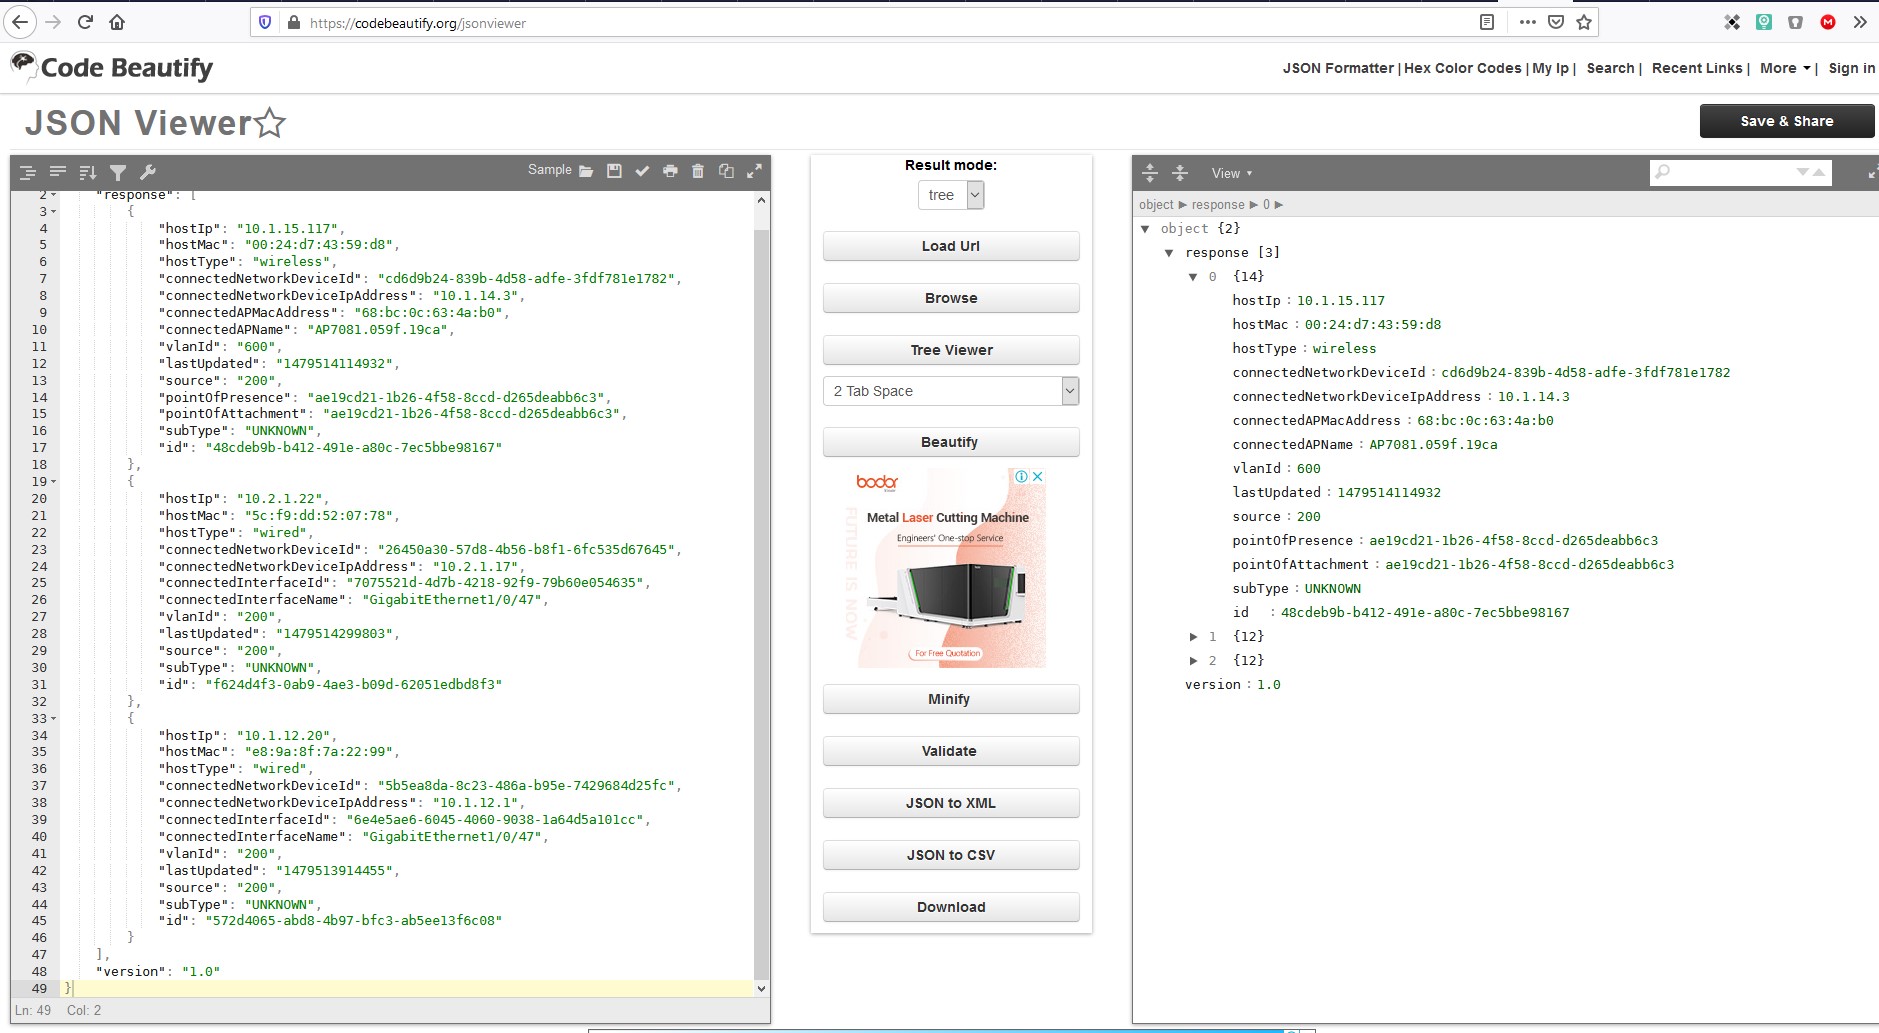 https://codebeautify.org/jsonviewer
Code Beautify
JSON Formatter | Hex Color Codes | My Ip | Search | Recent Links | More | Sign in
JSON Viewer
Save & Share
Sample
2 "response": [
3 {
4 "hostIp": "10.1.15.117",
5 "hostMac": "00:24:d7:43:59:d8",
6 "hostType": "wireless",
7 "connectedNetworkDeviceId": "cd6d9b24-839b-4d58-adfe-3fdf781e1782",
8 "connectedNetworkDeviceIpAddress": "10.1.14.3",
9 "connectedAPMacAddress": "68:bc:0c:63:4a:b0",
10 "connectedAPName": "AP7081.059f.19ca",
11 "vlanId": "600",
12 "lastUpdated": "1479514114932",
13 "source": "200",
14 "pointOfPresence": "ae19cd21-1b26-4f58-8ccd-d265deabb6c3",
15 "pointOfAttachment": "ae19cd21-1b26-4f58-8ccd-d265deabb6c3",
16 "subType": "UNKNOWN",
17 "id": "48cdeb9b-b412-491e-a80c-7ec5bbe98167"
18 },
19 {
20 "hostIp": "10.2.1.22",
21 "hostMac": "5c:f9:dd:52:07:78",
22 "hostType": "wired",
23 "connectedNetworkDeviceId": "26450a30-57d8-4b56-b8f1-6fc535d67645",
24 "connectedNetworkDeviceIpAddress": "10.2.1.17",
25 "connectedInterfaceId": "7075521d-4d7b-4218-92f9-79b60e054635",
26 "connectedInterfaceName": "GigabitEthernet1/0/47",
27 "vlanId": "200",
28 "lastUpdated": "1479514299803",
29 "source": "200",
30 "subType": "UNKNOWN",
31 "id": "f624d4f3-0ab9-4ae3-b09d-62051edbd8f3"
32 },
33 {
34 "hostIp": "10.1.12.20",
35 "hostMac": "e8:9a:8f:7a:22:99",
36 "hostType": "wired",
37 "connectedNetworkDeviceId": "5b5ea8da-8c23-486a-b95e-7429684d25fc",
38 "connectedNetworkDeviceIpAddress": "10.1.12.1",
39 "connectedInterfaceId": "6e4e5ae6-6045-4060-9038-1a64d5a101cc",
40 "connectedInterfaceName": "GigabitEthernet1/0/47",
41 "vlanId": "200",
42 "lastUpdated": "1479513914455",
43 "source": "200",
44 "subType": "UNKNOWN",
45 "id": "572d4065-abd8-4b97-bfc3-ab5ee13f6c08"
46 }
47 ],
48 "version": "1.0"
49 }
Ln: 49 Col: 2
Result mode:
tree
Load Url
Browse
Tree Viewer
2 Tab Space
Beautify
bodor
Metal Laser Cutting Machine
Engineers' One-stop Service
FUTURE IS NOW
For Free Quotation
Minify
Validate
JSON to XML
JSON to CSV
Download
View
object ► response ► 0 ►
object {2}
response [3]
0 {14}
hostIp : 10.1.15.117
hostMac : 00:24:d7:43:59:d8
hostType : wireless
connectedNetworkDeviceId : cd6d9b24-839b-4d58-adfe-3fdf781e1782
connectedNetworkDeviceIpAddress : 10.1.14.3
connectedAPMacAddress : 68:bc:0c:63:4a:b0
connectedAPName : AP7081.059f.19ca
vlanId : 600
lastUpdated : 1479514114932
source : 200
pointOfPresence : ae19cd21-1b26-4f58-8ccd-d265deabb6c3
pointOfAttachment : ae19cd21-1b26-4f58-8ccd-d265deabb6c3
subType : UNKNOWN
id : 48cdeb9b-b412-491e-a80c-7ec5bbe98167
1 {12}
2 {12}
version : 1.0